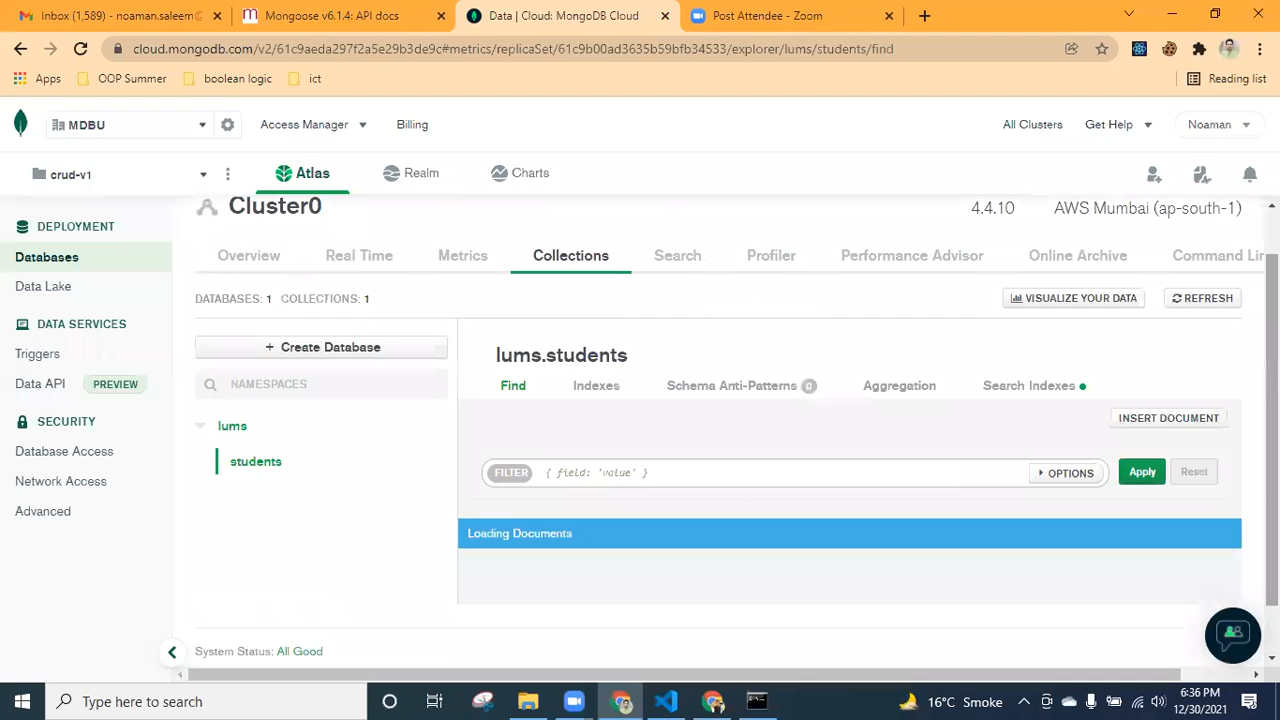 Inbox (1,589) - noaman.saleem@
Mongoose v6.1.4: API docs
Data | Cloud: MongoDB Cloud
Post Attendee - Zoom
cloud.mongodb.com/v2/61c9aeda297f2a5e29b3de9c#metrics/replicaSet/61c9b00ad3635b59bfb34533/explorer/lums/students/find
Apps
OOP Summer
boolean logic
ict
Reading list
MDBU
Access Manager
Billing
All Clusters
Get Help
Noaman
crud-v1
Atlas
Realm
Charts
DEPLOYMENT
Databases
Data Lake
DATA SERVICES
Triggers
Data API PREVIEW
SECURITY
Database Access
Network Access
Advanced
Cluster0
4.4.10
AWS Mumbai (ap-south-1)
Overview
Real Time
Metrics
Collections
Search
Profiler
Performance Advisor
Online Archive
Command Lin
DATABASES: 1 COLLECTIONS: 1
VISUALIZE YOUR DATA
REFRESH
+ Create Database
NAMESPACES
lums
students
lums.students
Find
Indexes
Schema Anti-Patterns 0
Aggregation
Search Indexes
INSERT DOCUMENT
FILTER { field: 'value' }
OPTIONS
Apply
Reset
Loading Documents
System Status: All Good
Type here to search
16°C Smoke
6:36 PM
12/30/2021